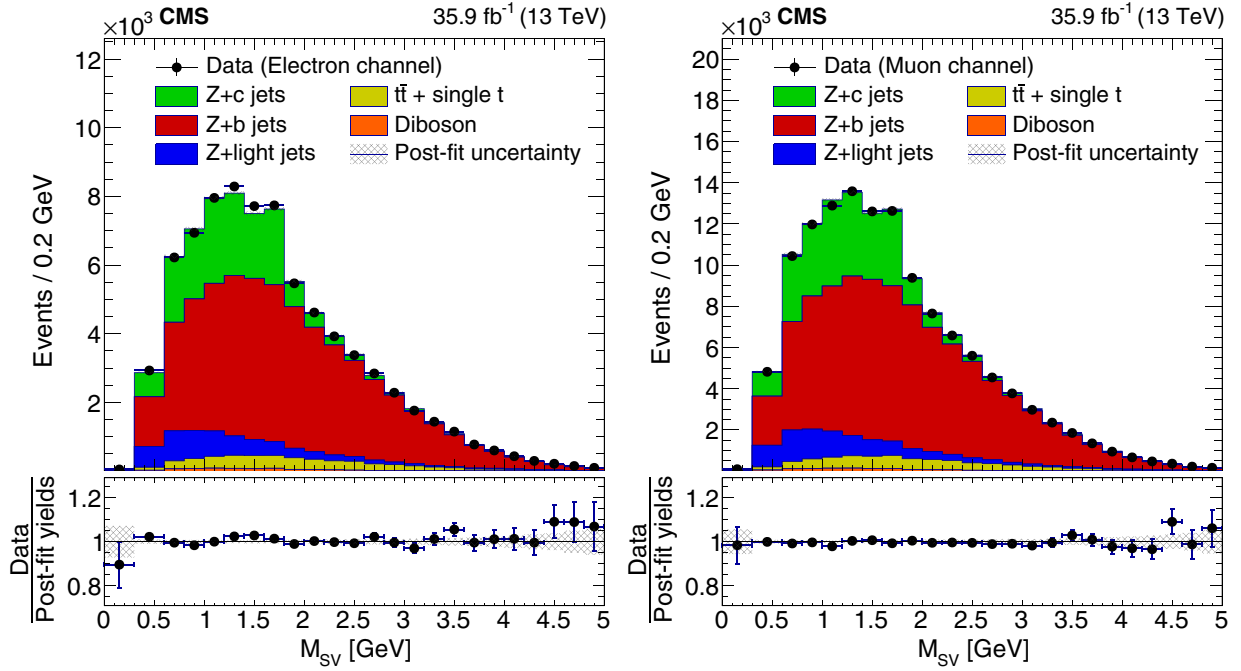 ×10³ CMS 35.9 fb⁻¹ (13 TeV)
Data (Electron channel)
Z+c jets
tt̄ + single t
Z+b jets
Diboson
Z+light jets
Post-fit uncertainty
Events / 0.2 GeV
12
10
8
6
4
2
Data
Post-fit yields
1.2
1
0.8
0 0.5 1 1.5 2 2.5 3 3.5 4 4.5 5
M_SV [GeV]
×10³ CMS 35.9 fb⁻¹ (13 TeV)
Data (Muon channel)
Z+c jets
tt̄ + single t
Z+b jets
Diboson
Z+light jets
Post-fit uncertainty
Events / 0.2 GeV
20
18
16
14
12
10
8
6
4
2
Data
Post-fit yields
1.2
1
0.8
0 0.5 1 1.5 2 2.5 3 3.5 4 4.5 5
M_SV [GeV]